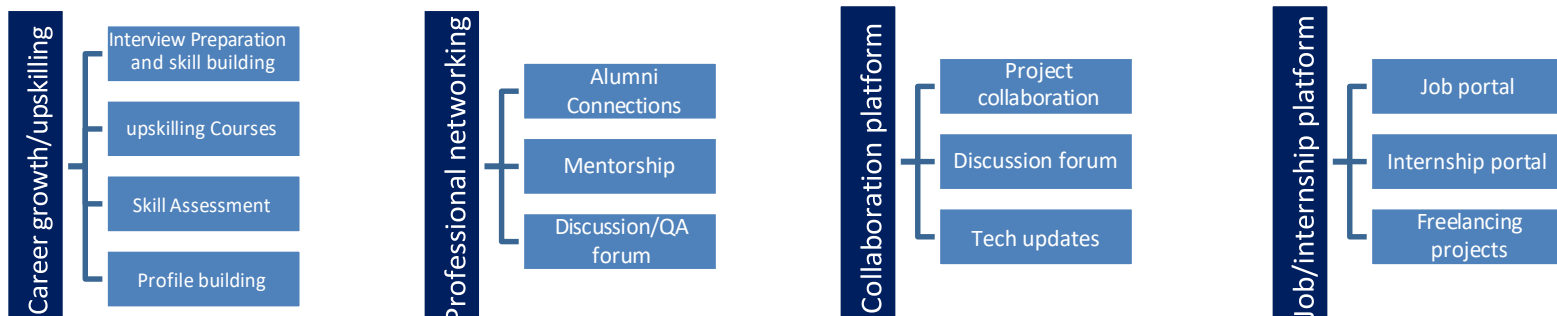 Career growth/upskilling
Interview Preparation
and skill building
upskilling Courses
Skill Assessment
Profile building
Professional networking
Alumni
Connections
Mentorship
Discussion/QA
forum
Collaboration platform
Project
collaboration
Discussion forum
Tech updates
Job/internship platform
Job portal
Internship portal
Freelancing
projects